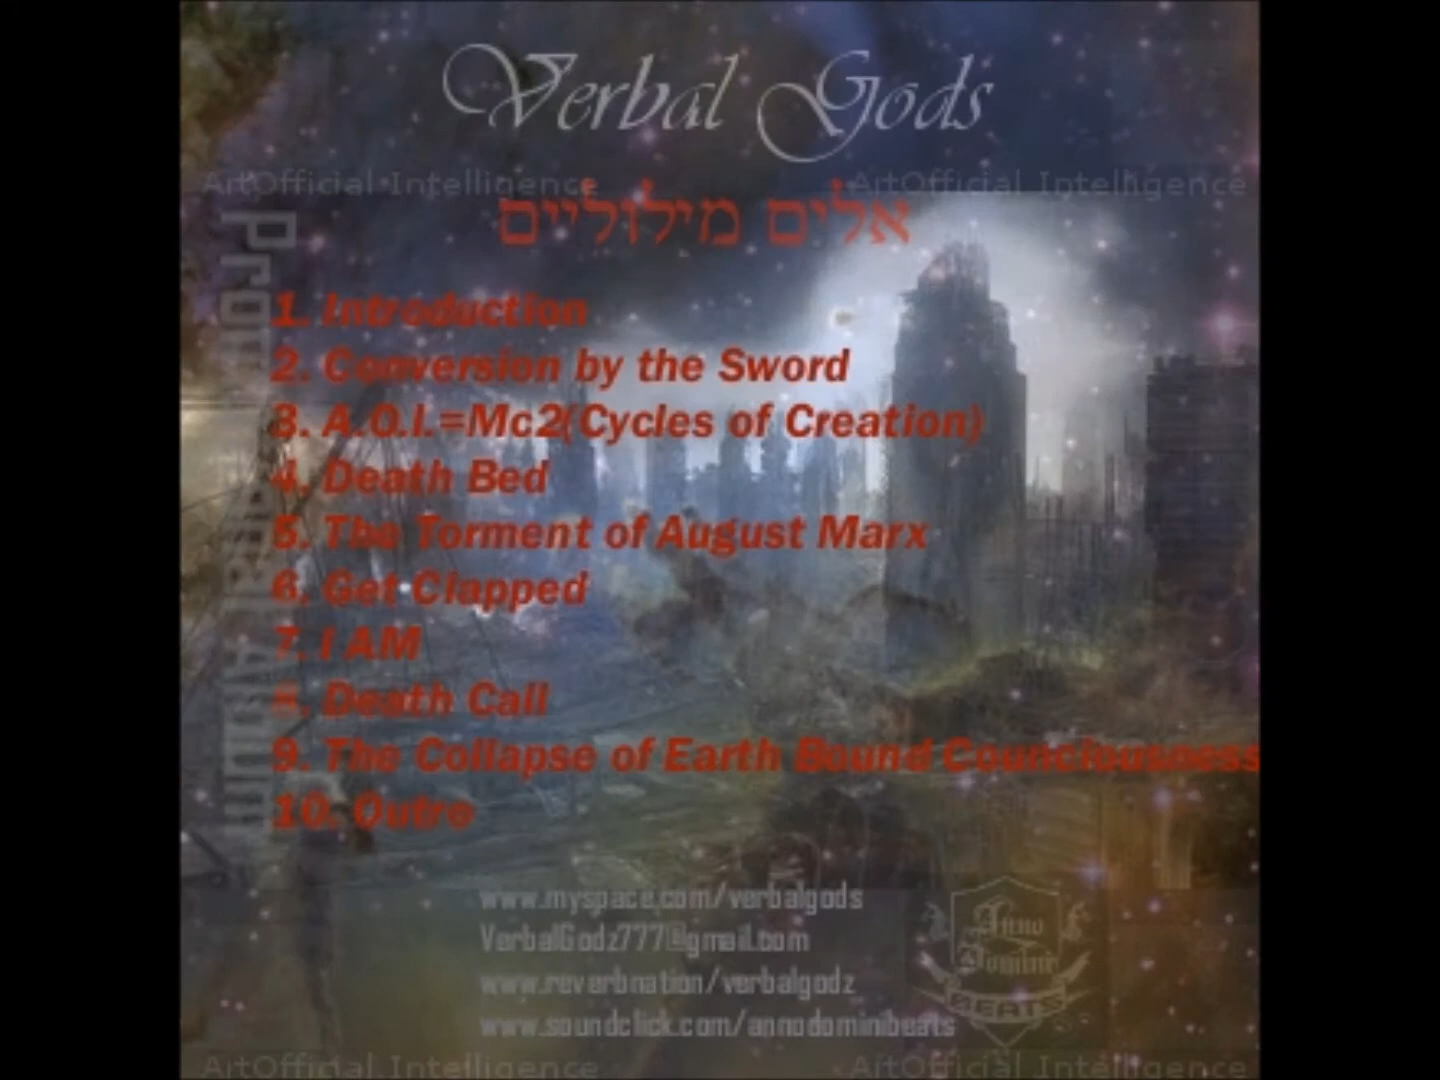 Verbal Gods
ArtOfficial Intelligence
ArtOfficial Intelligence
אלים מילוליים
1. Introduction
2. Conversion by the Sword
3. A.O.I.=Mc2(Cycles of Creation)
4. Death Bed
5. The Torment of August Marx
6. Get Clapped
7. I AM
8. Death Call
9. The Collapse of Earth Bound Counciousness
10. Outro
www.myspace.com/verbalgods
VerbalGodz777@gmail.com
www.reverbnation/verbalgodz
www.soundclick.com/annodominibeats
Anno
Domini
BEATS
ArtOfficial Intelligence
ArtOfficial Intelligence